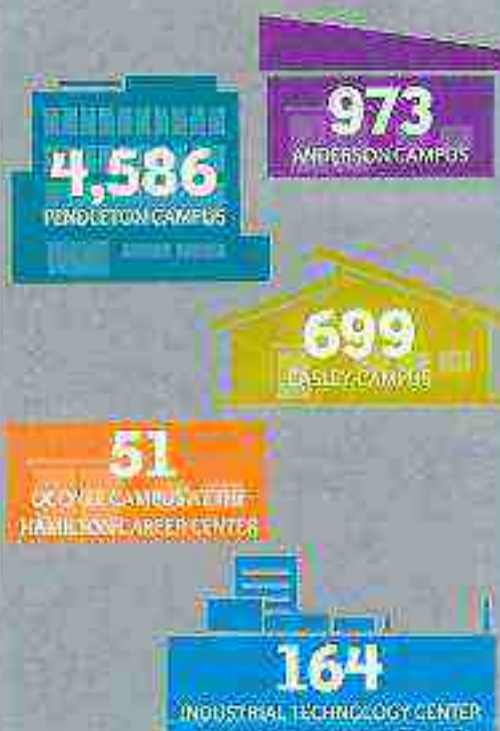 973
ANDERSON CAMPUS
4,586
PENDLETON CAMPUS
699
EASLEY CAMPUS
51
OCONEE CAMPUS AT THE
HAMILTON CAREER CENTER
164
INDUSTRIAL TECHNOLOGY CENTER